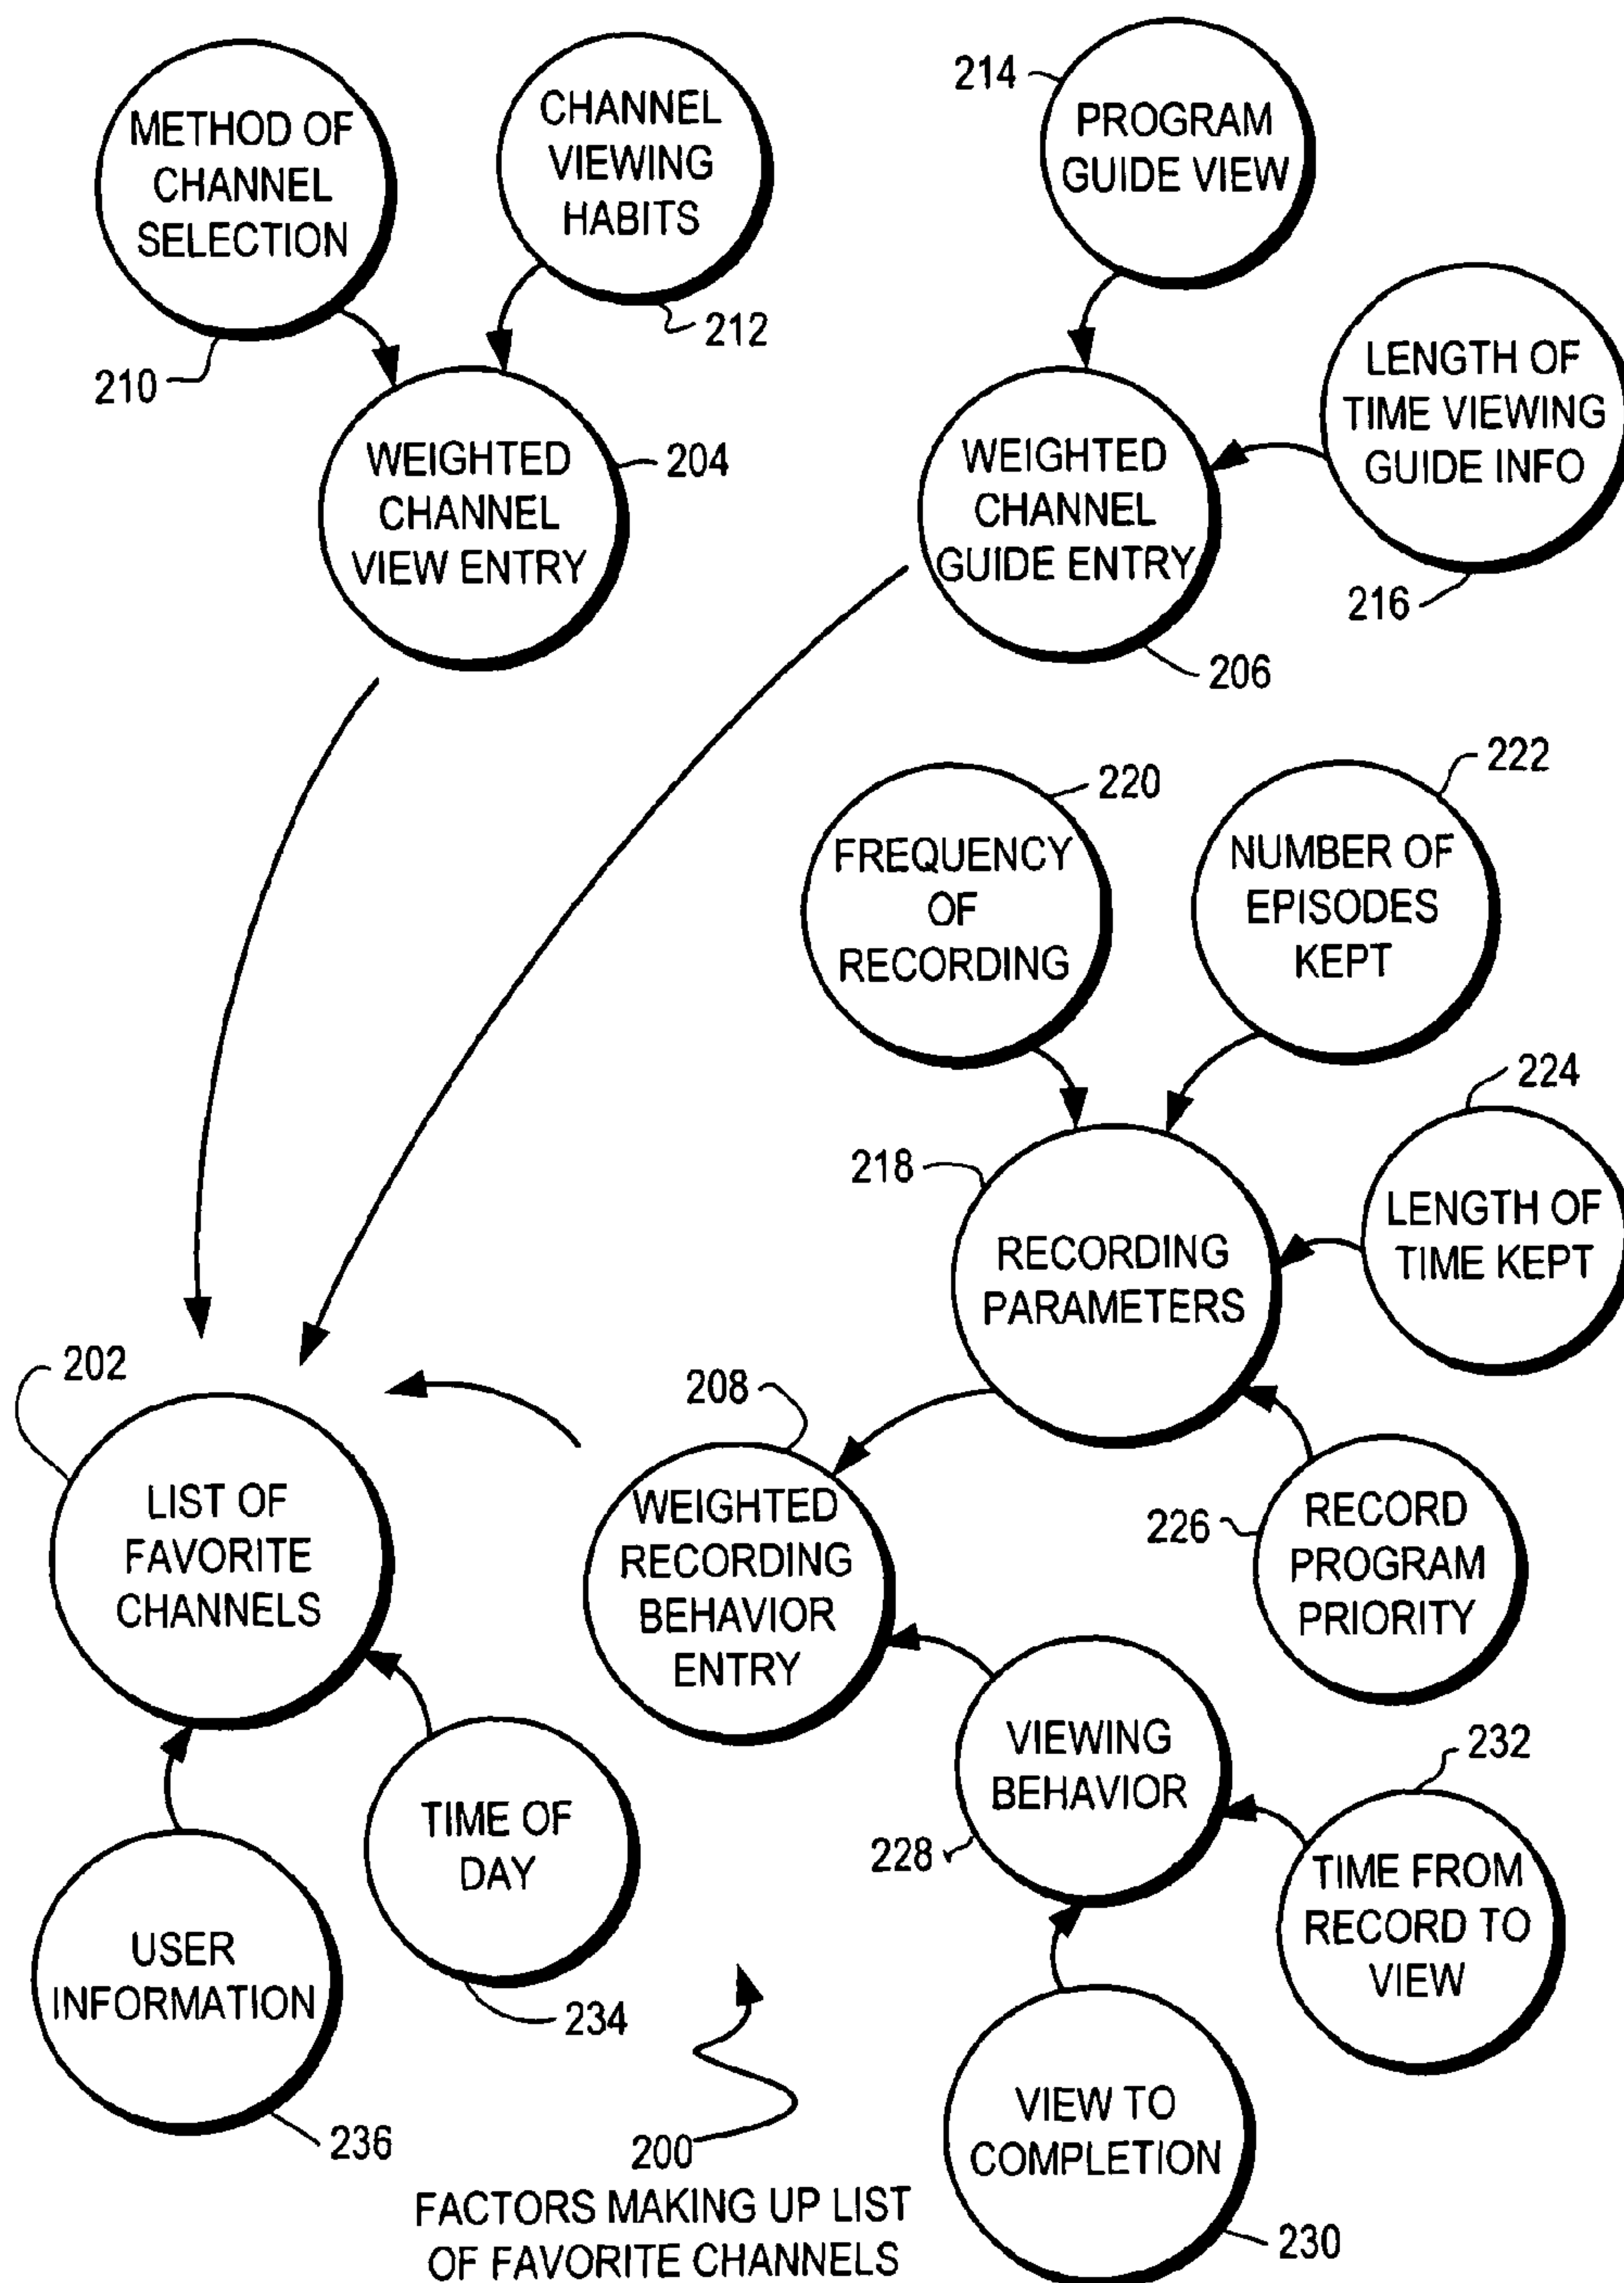 METHOD OF
CHANNEL
SELECTION
210
CHANNEL
VIEWING
HABITS
212
214
PROGRAM
GUIDE VIEW
LENGTH OF
TIME VIEWING
GUIDE INFO
216
WEIGHTED
CHANNEL
VIEW ENTRY
204
WEIGHTED
CHANNEL
GUIDE ENTRY
206
220
FREQUENCY
OF
RECORDING
222
NUMBER OF
EPISODES
KEPT
224
LENGTH OF
TIME KEPT
218
RECORDING
PARAMETERS
202
LIST OF
FAVORITE
CHANNELS
208
WEIGHTED
RECORDING
BEHAVIOR
ENTRY
226
RECORD
PROGRAM
PRIORITY
VIEWING
BEHAVIOR
228
232
TIME FROM
RECORD TO
VIEW
TIME OF
DAY
234
USER
INFORMATION
236
VIEW TO
COMPLETION
230
200
FACTORS MAKING UP LIST
OF FAVORITE CHANNELS